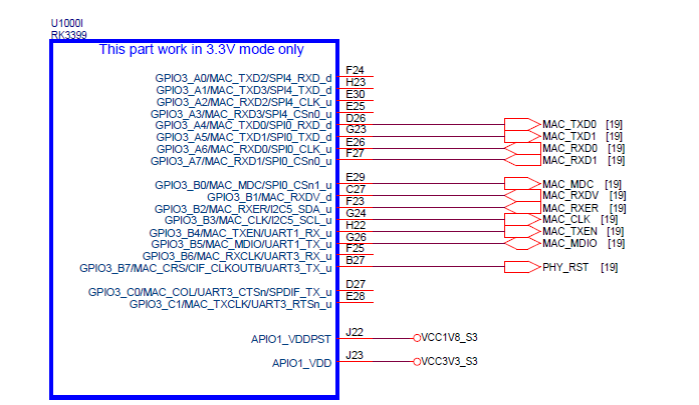 U1000I
RK3399
This part work in 3.3V mode only
GPIO3_A0/MAC_TXD2/SPI4_RXD_d F24
GPIO3_A1/MAC_TXD3/SPI4_TXD_d H23
GPIO3_A2/MAC_RXD2/SPI4_CLK_u E30
GPIO3_A3/MAC_RXD3/SPI4_CSn0_u E25
GPIO3_A4/MAC_TXD0/SPI0_RXD_d D26 MAC_TXD0 [19]
GPIO3_A5/MAC_TXD1/SPI0_TXD_d G23 MAC_TXD1 [19]
GPIO3_A6/MAC_RXD0/SPI0_CLK_u E26 MAC_RXD0 [19]
GPIO3_A7/MAC_RXD1/SPI0_CSn0_u F27 MAC_RXD1 [19]
GPIO3_B0/MAC_MDC/SPI0_CSn1_u E29 MAC_MDC [19]
GPIO3_B1/MAC_RXDV_d C27 MAC_RXDV [19]
GPIO3_B2/MAC_RXER/I2C5_SDA_u F23 MAC_RXER [19]
GPIO3_B3/MAC_CLK/I2C5_SCL_u G24 MAC_CLK [19]
GPIO3_B4/MAC_TXEN/UART1_RX_u H22 MAC_TXEN [19]
GPIO3_B5/MAC_MDIO/UART1_TX_u G26 MAC_MDIO [19]
GPIO3_B6/MAC_RXCLK/UART3_RX_u F25
GPIO3_B7/MAC_CRS/CIF_CLKOUTB/UART3_TX_u B27 PHY_RST [19]
GPIO3_C0/MAC_COL/UART3_CTSn/SPDIF_TX_u D27
GPIO3_C1/MAC_TXCLK/UART3_RTSn_u E28
APIO1_VDDPST J22 VCC1V8_S3
APIO1_VDD J23 VCC3V3_S3